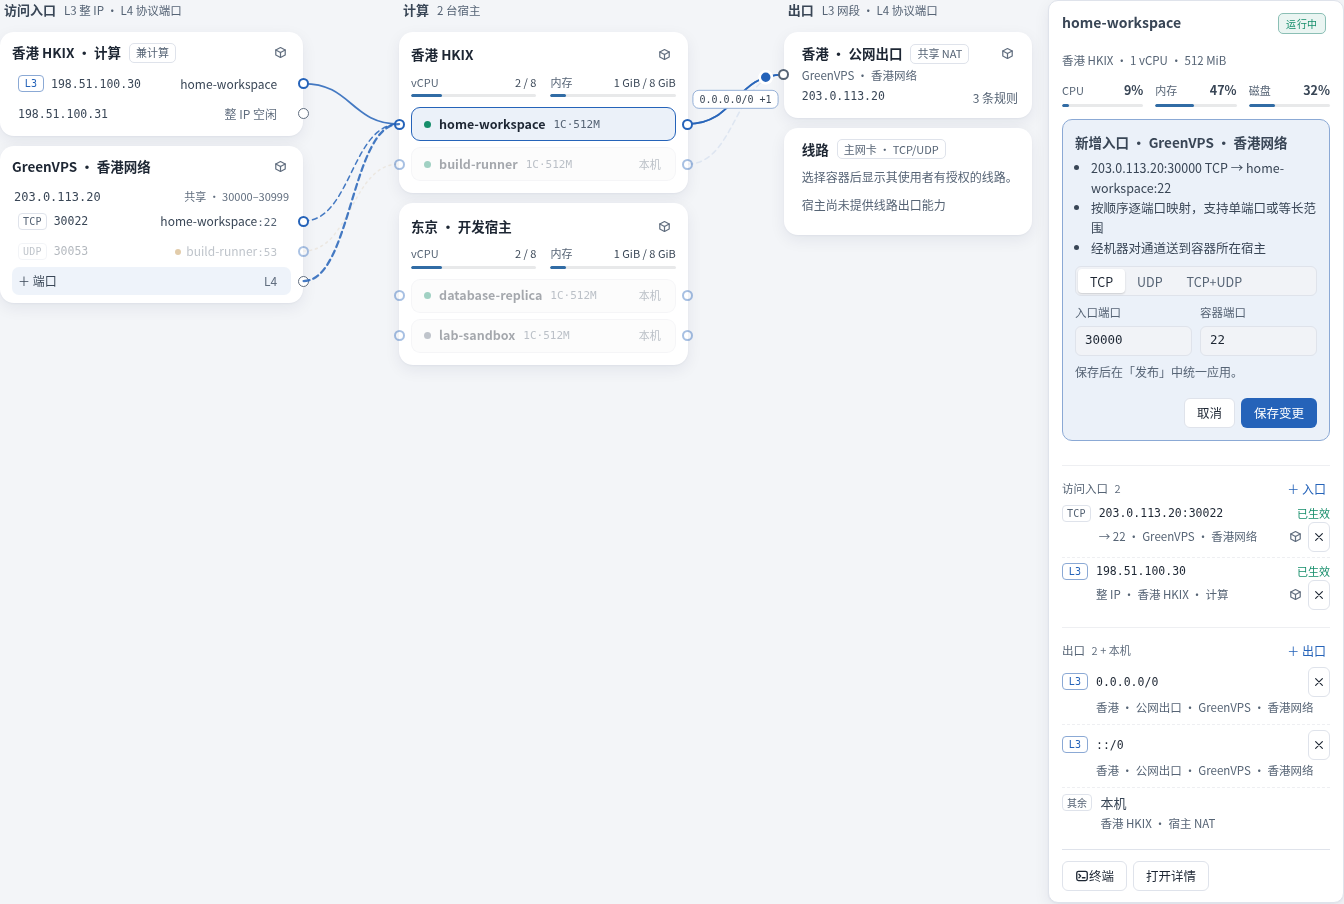 访问入口 L3 整 IP · L4 协议端口
香港 HKIX · 计算 兼计算
L3 198.51.100.30 home-workspace
198.51.100.31 整 IP 空闲
GreenVPS · 香港网络
203.0.113.20 共享 · 30000–30999
TCP 30022 home-workspace:22
UDP 30053 build-runner:53
＋ 端口 L4
计算 2 台宿主
香港 HKIX
vCPU 2 / 8 内存 1 GiB / 8 GiB
home-workspace 1C·512M
build-runner 1C·512M 本机
东京 · 开发宿主
vCPU 2 / 8 内存 1 GiB / 8 GiB
database-replica 1C·512M 本机
lab-sandbox 1C·512M 本机
0.0.0.0/0 +1
出口 L3 网段 · L4 协议端口
香港 · 公网出口 共享 NAT
GreenVPS · 香港网络
203.0.113.20 3 条规则
线路 主网卡 · TCP/UDP
选择容器后显示其使用者有授权的线路。
宿主尚未提供线路出口能力
home-workspace 运行中
香港 HKIX · 1 vCPU · 512 MiB
CPU 9% 内存 47% 磁盘 32%
新增入口 · GreenVPS · 香港网络
• 203.0.113.20:30000 TCP → home-
workspace:22
• 按顺序逐端口映射，支持单端口或等长范
围
• 经机器对通道送到容器所在宿主
TCP UDP TCP+UDP
入口端口 容器端口
30000 22
保存后在「发布」中统一应用。
取消 保存变更
访问入口 2 ＋ 入口
TCP 203.0.113.20:30022 已生效
→ 22 · GreenVPS · 香港网络
L3 198.51.100.30 已生效
整 IP · 香港 HKIX · 计算
出口 2 + 本机 ＋ 出口
L3 0.0.0.0/0
香港 · 公网出口 · GreenVPS · 香港网络
L3 ::/0
香港 · 公网出口 · GreenVPS · 香港网络
其余 本机
香港 HKIX · 宿主 NAT
终端 打开详情